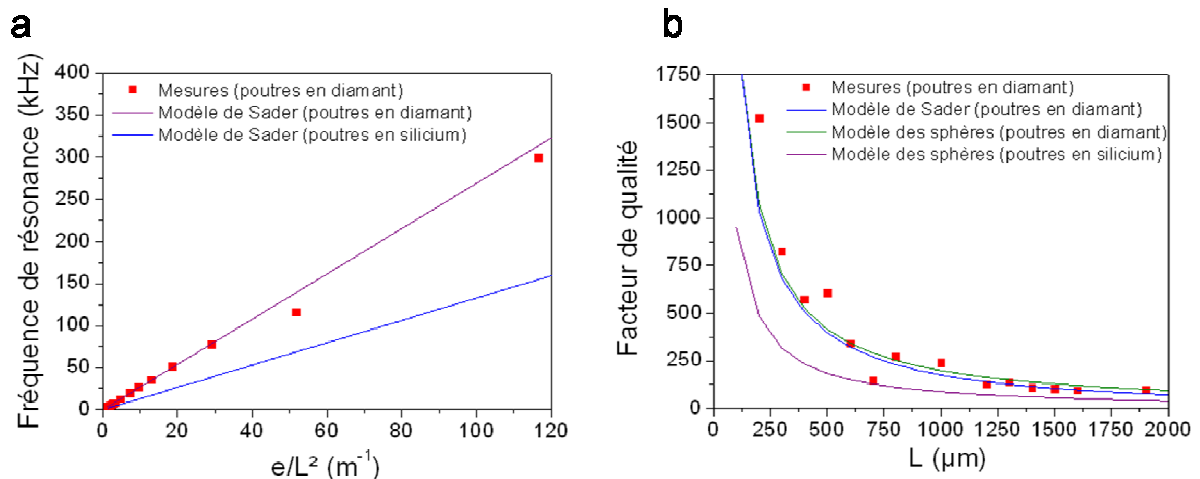 a
Fréquence de résonance (kHz)
400
350
300
250
200
150
100
50
0
Mesures (poutres en diamant)
Modèle de Sader (poutres en diamant)
Modèle de Sader (poutres en silicium)
0 20 40 60 80 100 120
e/L² (m⁻¹)
b
Facteur de qualité
1750
1500
1250
1000
750
500
250
0
Mesures (poutres en diamant)
Modèle de Sader (poutres en diamant)
Modèle des sphères (poutres en diamant)
Modèle des sphères (poutres en silicium)
0 250 500 750 1000 1250 1500 1750 2000
L (µm)